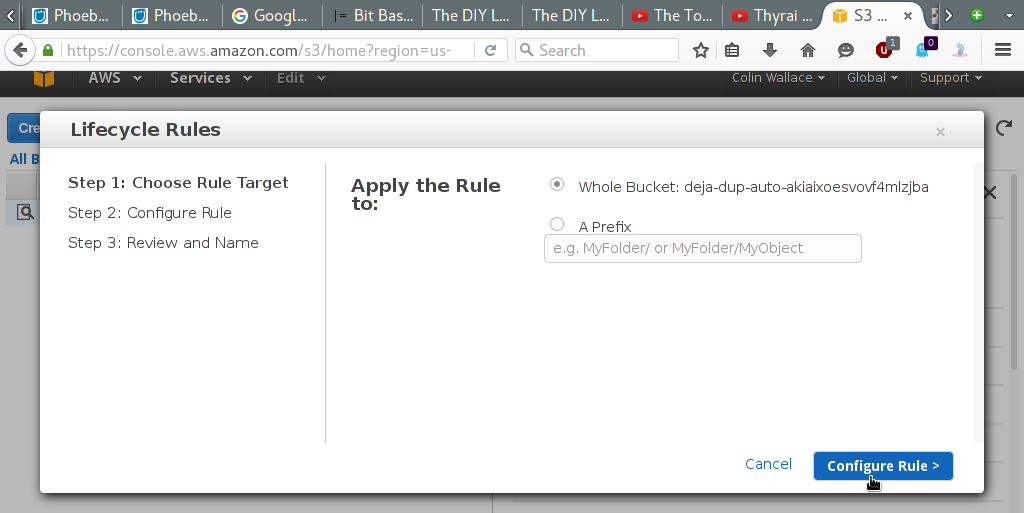 Phoeb... Phoeb... Googl... Bit Bas... The DIY L... The DIY L... The To... Thyrai ... S3 ...
https://console.aws.amazon.com/s3/home?region=us-
Search
1
0
AWS Services Edit Colin Wallace Global Support
Cre
All B
Lifecycle Rules
Step 1: Choose Rule Target
Step 2: Configure Rule
Step 3: Review and Name
Apply the Rule
to:
Whole Bucket: deja-dup-auto-akiaixoesvovf4mlzjba
A Prefix
e.g. MyFolder/ or MyFolder/MyObject
Cancel
Configure Rule >